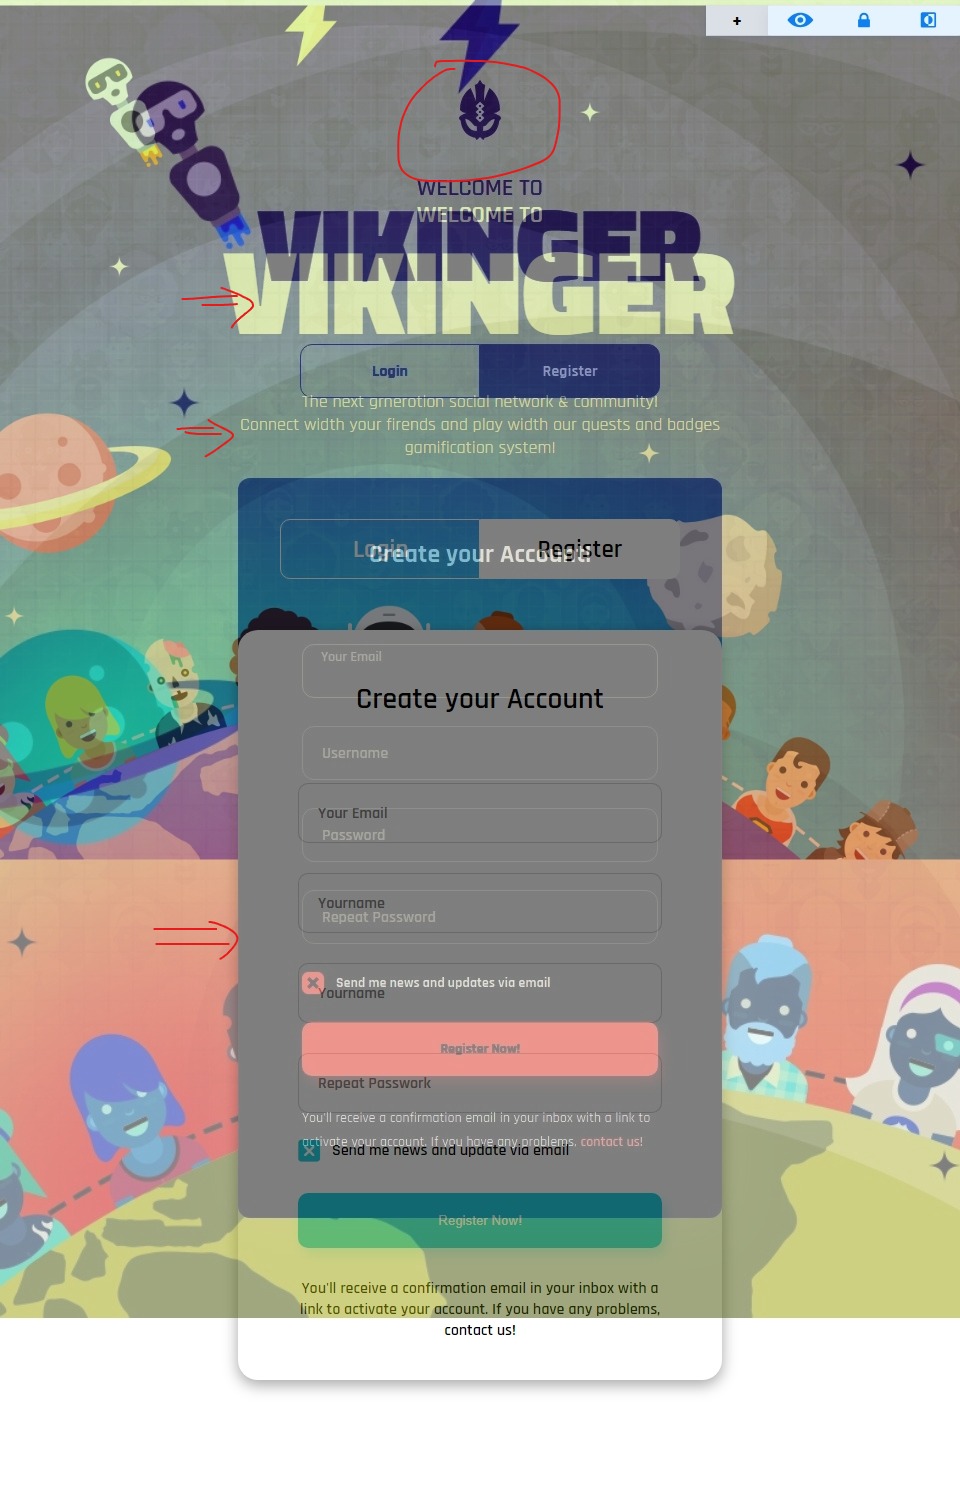 +
WELCOME TO
WELCOME TO
VIKINGER
VIKINGER
Login
Register
The next grneration social network & community!
Connect width your firends and play width our quests and badges
gamification system!
Login
Register
Create your Account!
Your Email
Create your Account
Username
Your Email
Password
Yourname
Repeat Password
Send me news and updates via email
Yourname
Register Now!
Repeat Passwork
You'll receive a confirmation email in your inbox with a link to
activate your account. If you have any problems, contact us!
Send me news and update via email
Register Now!
You'll receive a confirmation email in your inbox with a
link to activate your account. If you have any problems,
contact us!